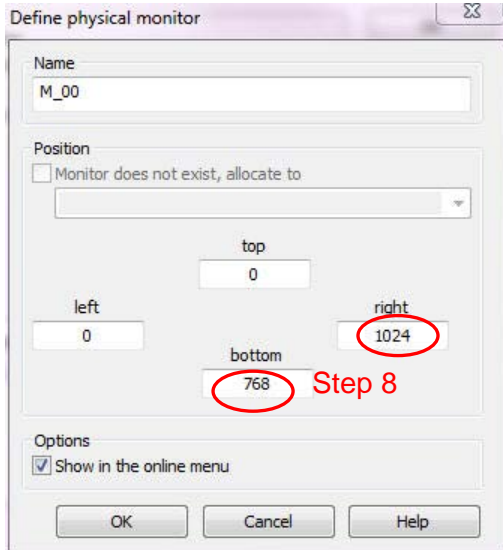 Define physical monitor
Name
M_00
Position
Monitor does not exist, allocate to
top
0
left right
0 1024
bottom
768 Step 8
Options
Show in the online menu
OK Cancel Help